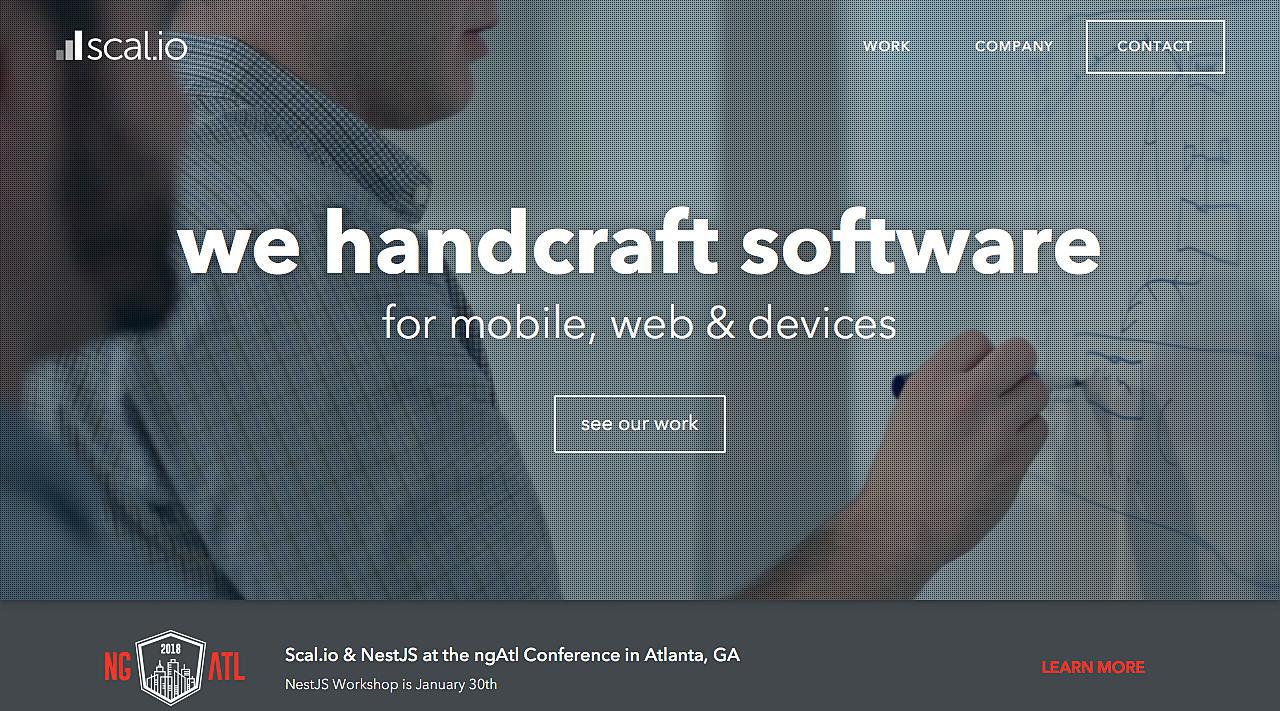 scal.io
WORK
COMPANY
CONTACT
we handcraft software
for mobile, web & devices
see our work
NG
2018
ATL
Scal.io & NestJS at the ngAtl Conference in Atlanta, GA
NestJS Workshop is January 30th
LEARN MORE